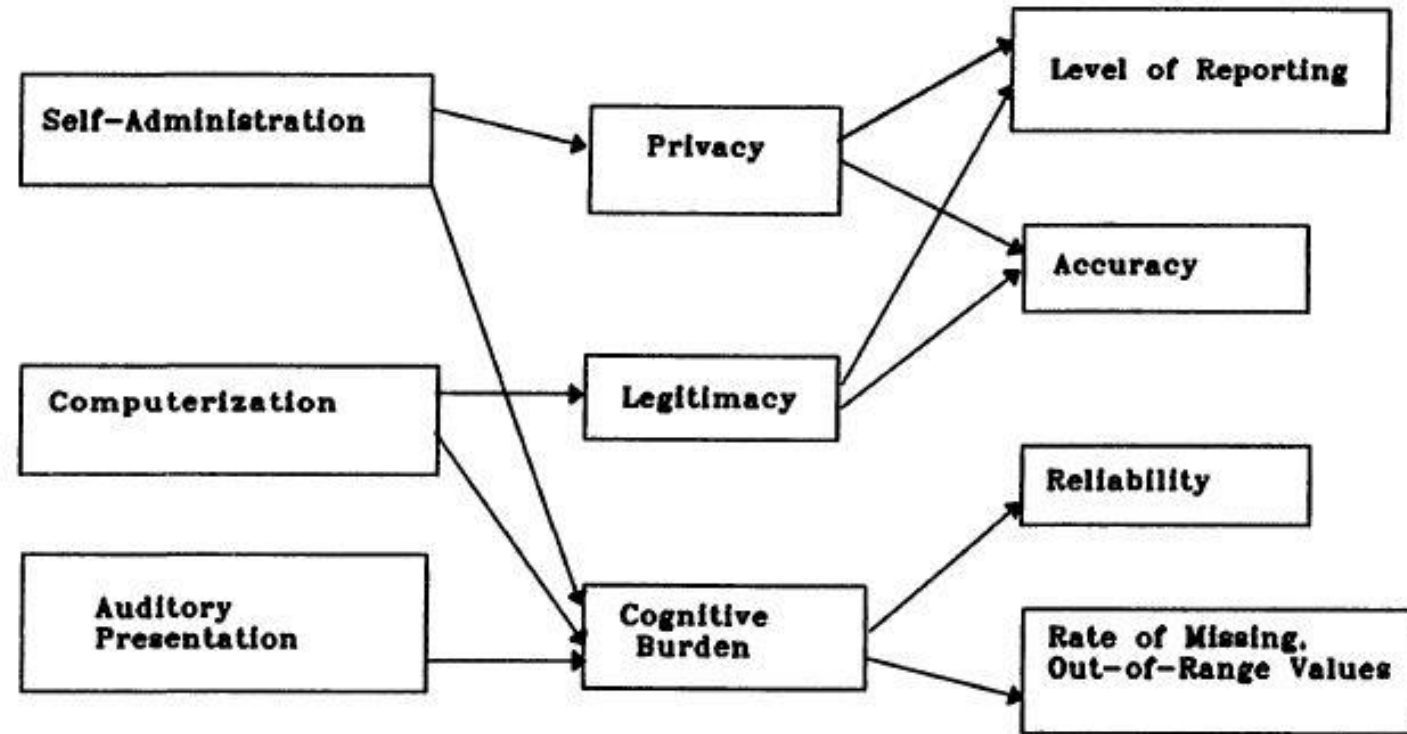 Self-Administration
Privacy
Level of Reporting
Accuracy
Computerization
Legitimacy
Reliability
Auditory
Presentation
Cognitive
Burden
Rate of Missing,
Out-of-Range Values